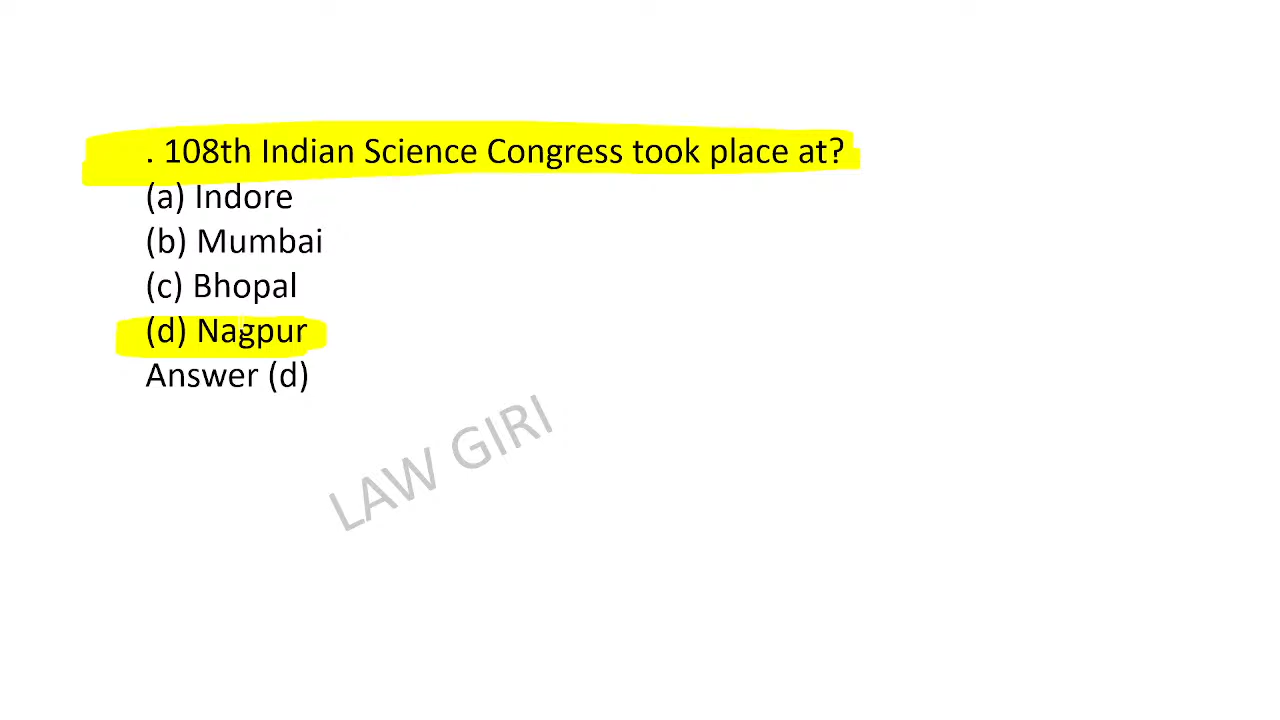 . 108th Indian Science Congress took place at?
(a) Indore
(b) Mumbai
(c) Bhopal
(d) Nagpur
Answer (d)
LAW GIRI